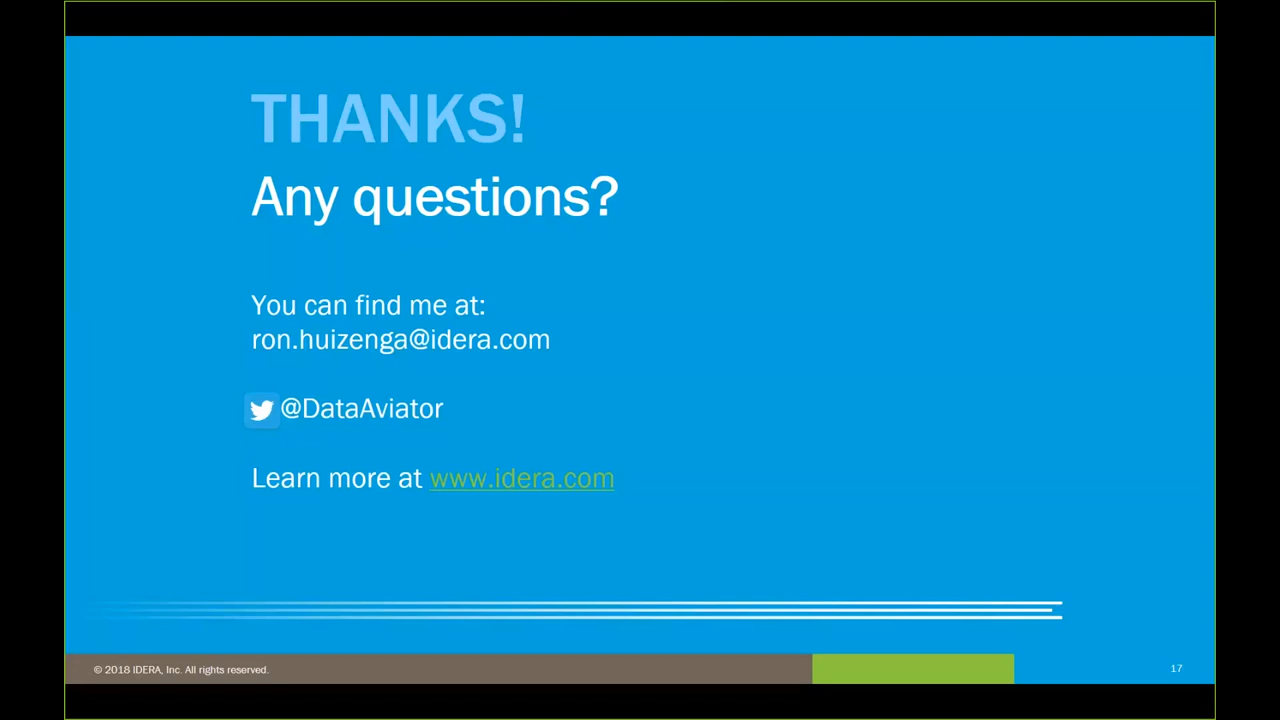 THANKS!
Any questions?
You can find me at:
ron.huizenga@idera.com
@DataAviator
Learn more at www.idera.com
© 2018 IDERA, Inc. All rights reserved.
17